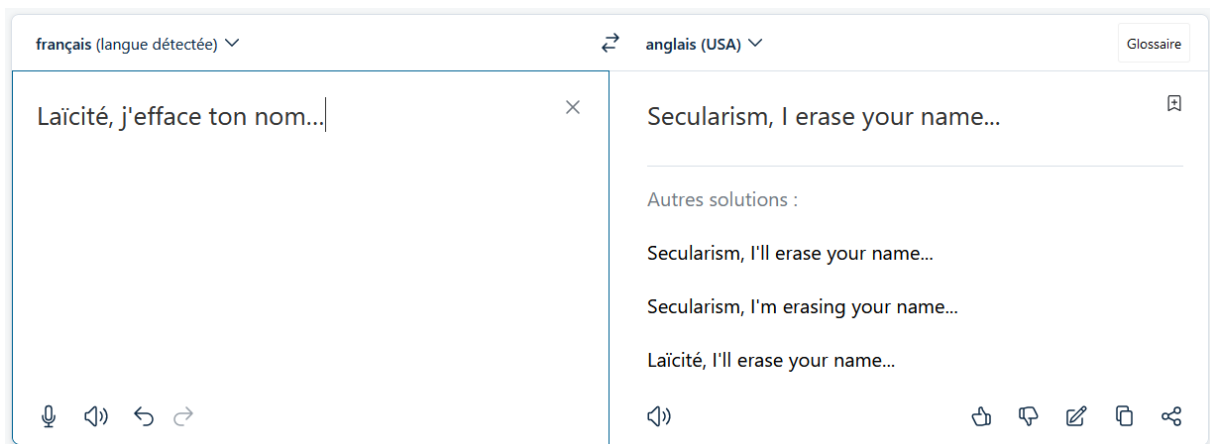 français (langue détectée)
anglais (USA)
Glossaire
Laïcité, j'efface ton nom...
Secularism, I erase your name...
Autres solutions :
Secularism, I'll erase your name...
Secularism, I'm erasing your name...
Laïcité, I'll erase your name...